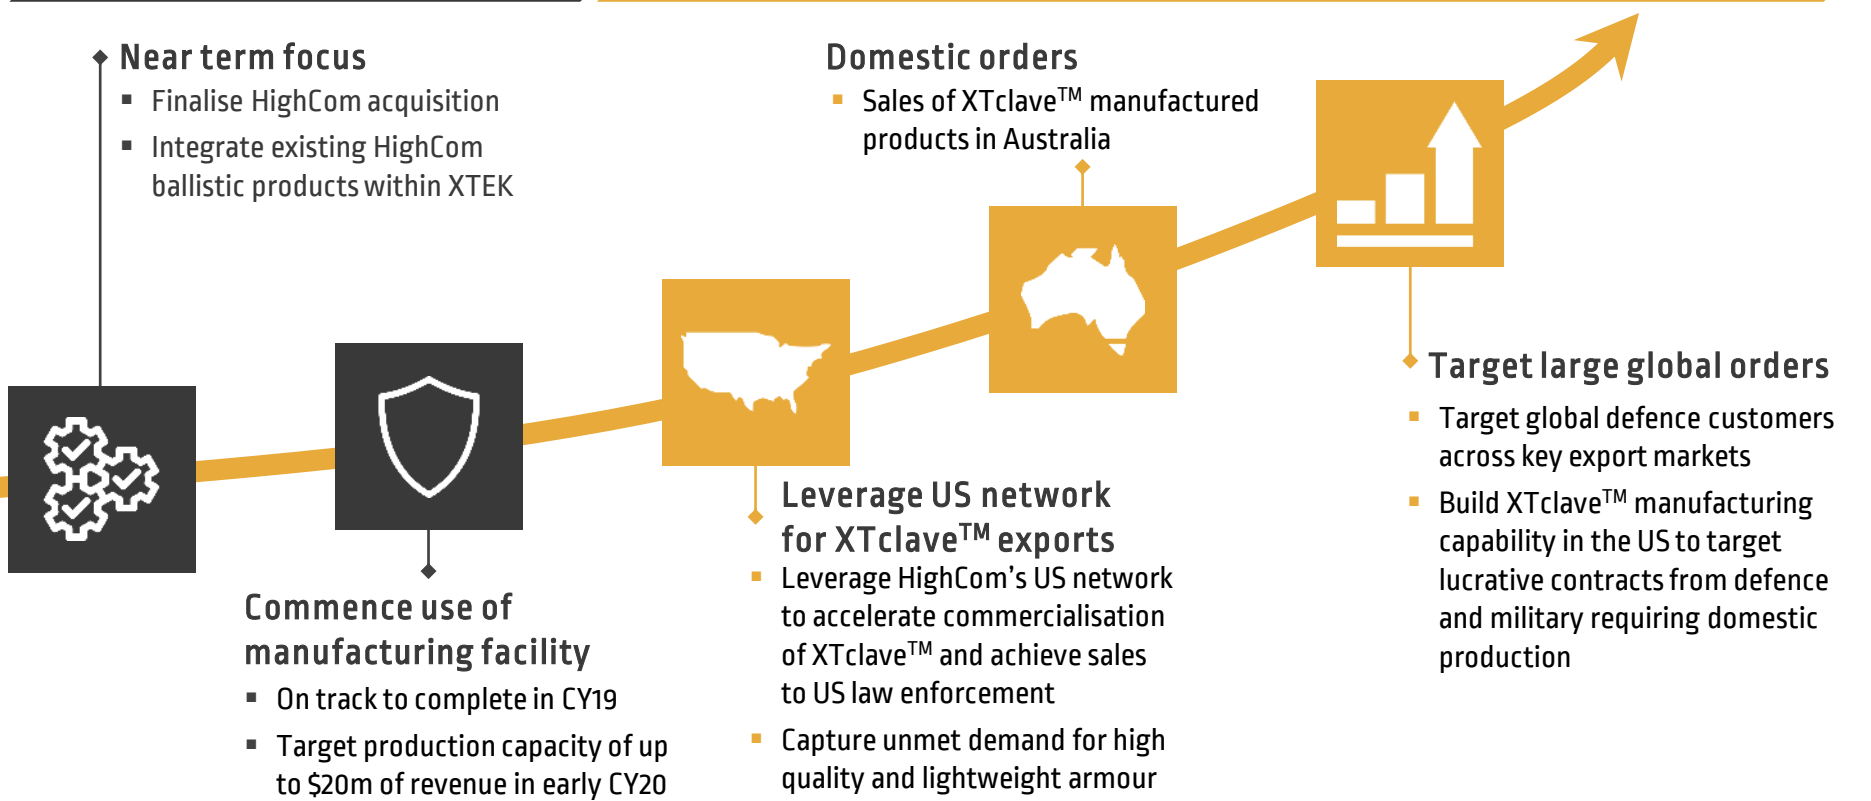 Near term focus
▪ Finalise HighCom acquisition
▪ Integrate existing HighCom
ballistic products within XTEK
Commence use of
manufacturing facility
▪ On track to complete in CY19
▪ Target production capacity of up
to $20m of revenue in early CY20
Leverage US network
for XTclave™ exports
▪ Leverage HighCom’s US network
to accelerate commercialisation
of XTclave™ and achieve sales
to US law enforcement
▪ Capture unmet demand for high
quality and lightweight armour
Domestic orders
▪ Sales of XTclave™ manufactured
products in Australia
Target large global orders
▪ Target global defence customers
across key export markets
▪ Build XTclave™ manufacturing
capability in the US to target
lucrative contracts from defence
and military requiring domestic
production